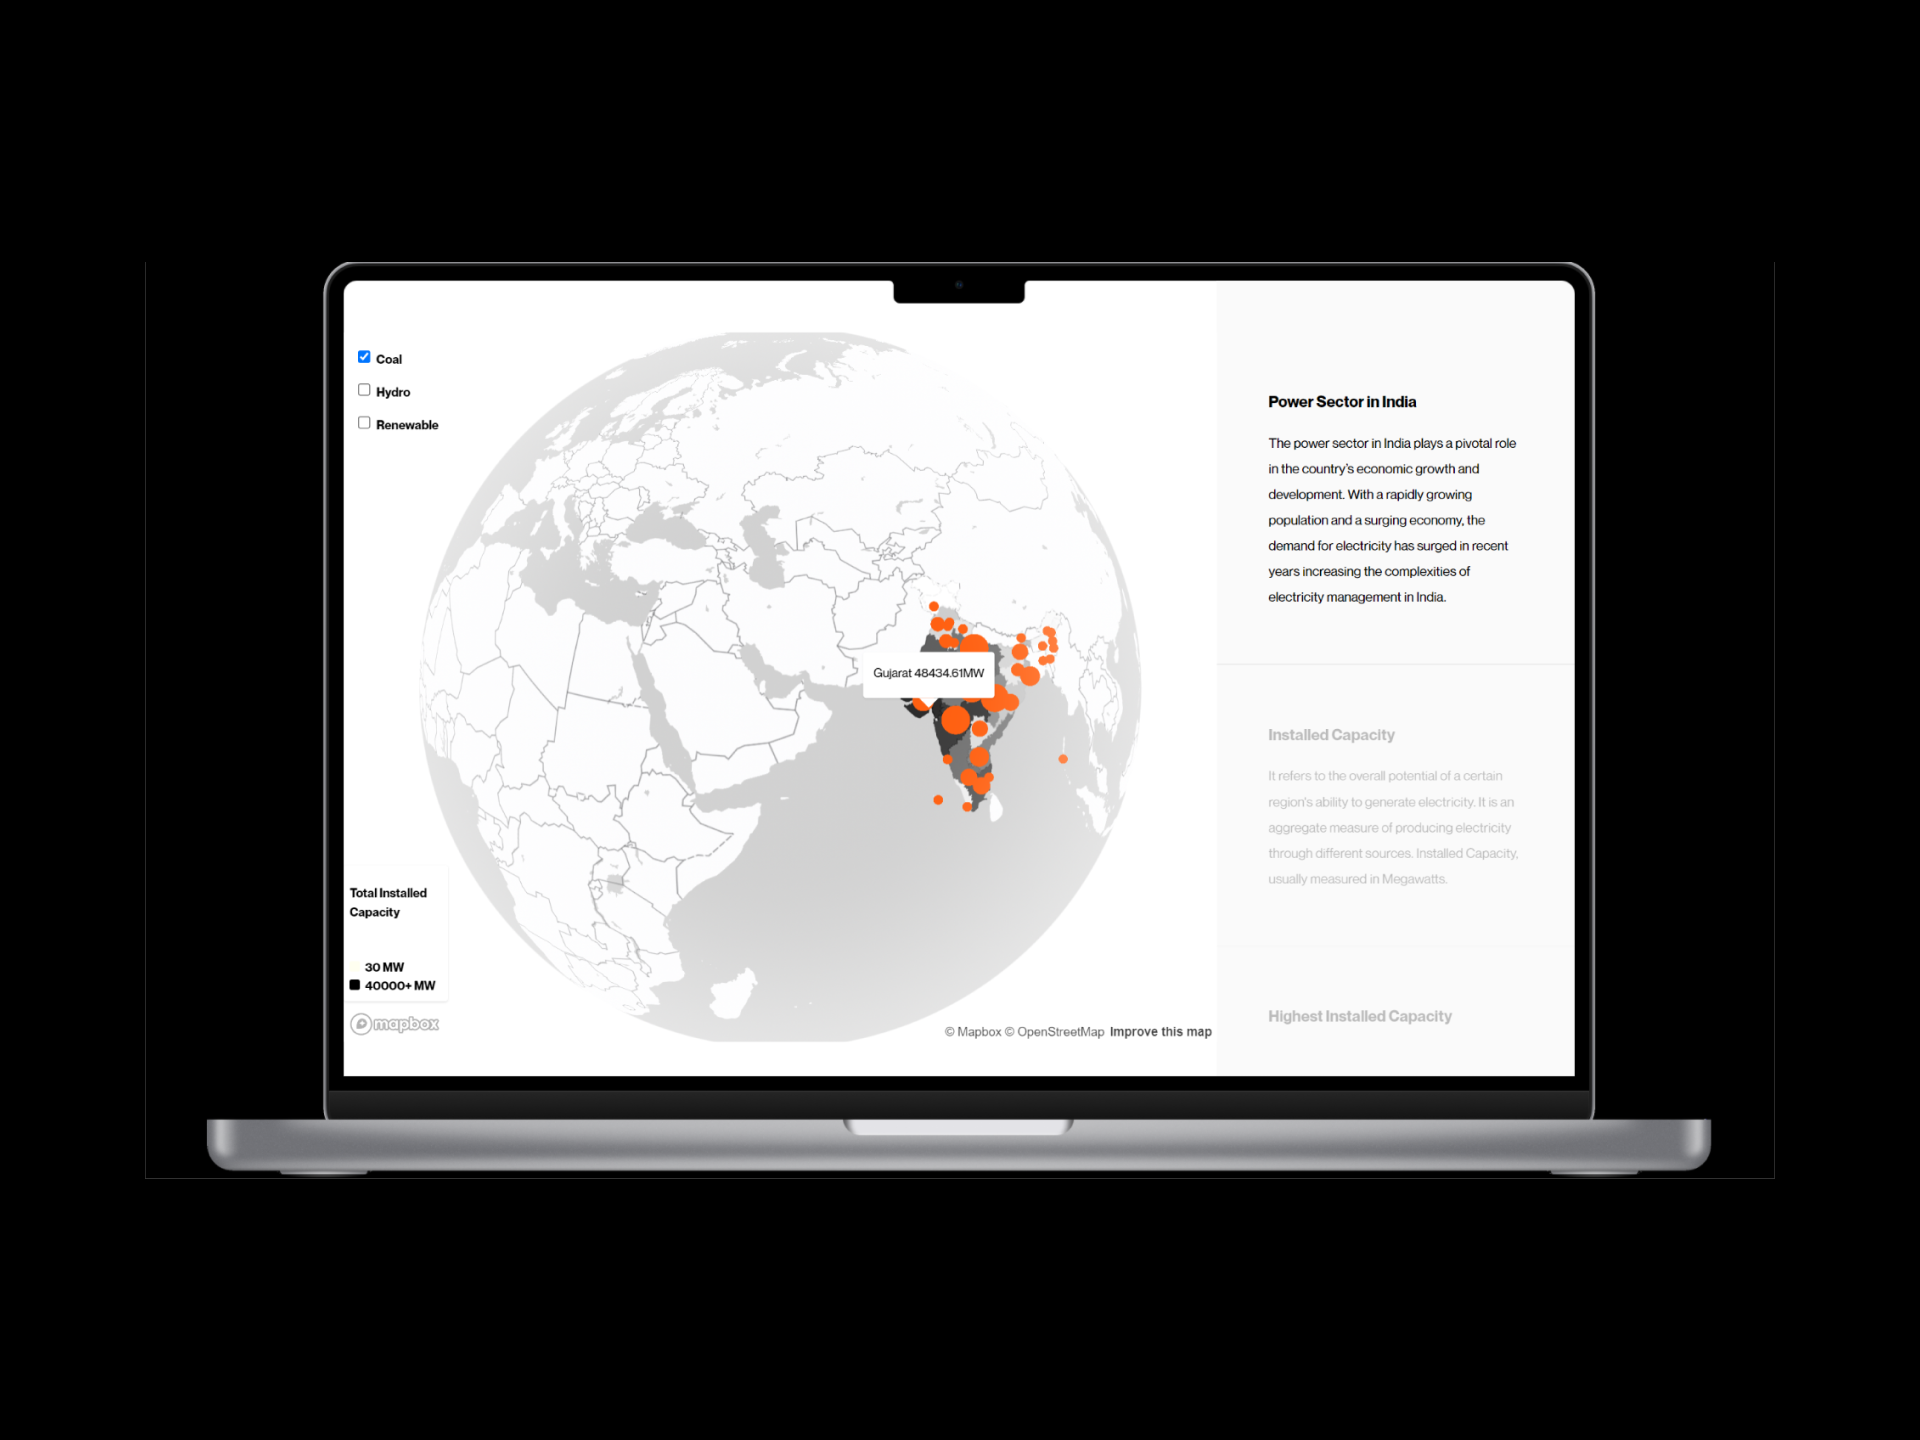 Coal
Hydro
Renewable
Gujarat 48434.61MW
Total Installed
Capacity
30 MW
40000+ MW
mapbox
© Mapbox © OpenStreetMap Improve this map
Power Sector in India
The power sector in India plays a pivotal role
in the country's economic growth and
development. With a rapidly growing
population and a surging economy, the
demand for electricity has surged in recent
years increasing the complexities of
electricity management in India.
Installed Capacity
It refers to the overall potential of a certain
region's ability to generate electricity. It is an
aggregate measure of producing electricity
through different sources. Installed Capacity,
usually measured in Megawatts.
Highest Installed Capacity